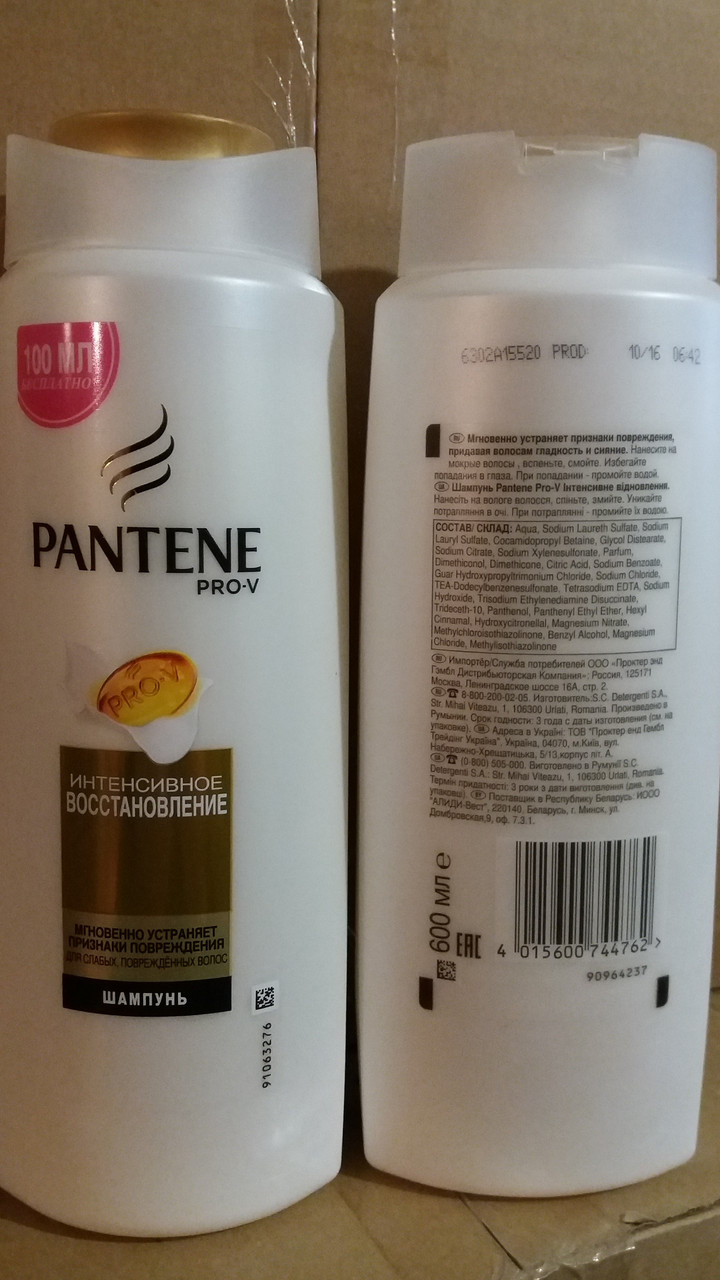 100 МЛ
БЕСПЛАТНО
PANTENE
PRO-V
PRO-V
ИНТЕНСИВНОЕ
ВОССТАНОВЛЕНИЕ
МГНОВЕННО УСТРАНЯЕТ
ПРИЗНАКИ ПОВРЕЖДЕНИЯ
ДЛЯ СЛАБЫХ, ПОВРЕЖДЁННЫХ ВОЛОС
ШАМПУНЬ
91063276
6302A15520 PROD: 10/16 06:42
RU Мгновенно устраняет признаки повреждения,
придавая волосам гладкость и сияние. Нанесите на
мокрые волосы , вспеньте, смойте. Избегайте
попадания в глаза. При попадании - промойте водой.
UA Шампунь Pantene Pro-V Інтенсивне відновлення.
Нанесіть на вологе волосся, спіньте, змийте. Уникайте
потрапляння в очі. При потраплянні - промийте їх водою.
СОСТАВ/ СКЛАД: Aqua, Sodium Laureth Sulfate, Sodium
Lauryl Sulfate, Cocamidopropyl Betaine, Glycol Distearate,
Sodium Citrate, Sodium Xylenesulfonate, Parfum,
Dimethiconol, Dimethicone, Citric Acid, Sodium Benzoate,
Guar Hydroxypropyltrimonium Chloride, Sodium Chloride,
TEA-Dodecylbenzenesulfonate, Tetrasodium EDTA, Sodium
Hydroxide, Trisodium Ethylenediamine Disuccinate,
Trideceth-10, Panthenol, Panthenyl Ethyl Ether, Hexyl
Cinnamal, Hydroxycitronellal, Magnesium Nitrate,
Methylchloroisothiazolinone, Benzyl Alcohol, Magnesium
Chloride, Methylisothiazolinone
RU Импортёр/Служба потребителей ООО «Проктер энд
Гэмбл Дистрибьюторская Компания»: Россия, 125171
Москва, Ленинградское шоссе 16А, стр. 2.
RU ☎ 8-800-200-02-05. Изготовитель:S.C. Detergenti S.A.,
Str. Mihai Viteazu, 1, 106300 Urlati, Romania. Произведено в
Румынии. Срок годности: 3 года с даты изготовления (см. на
упаковке). UA Адреса в Україні: ТОВ "Проктер енд Гембл
Трейдінг Україна". Україна, 04070, м.Київ, вул.
Набережно-Хрещатицька, 5/13,корпус літ. А.
UA ☎ (0-800) 505-000. Виготовлено в Румунії S.C.
Detergenti S.A.: Str. Mihai Viteazu, 1, 106300 Urlati, Romania.
Термін придатності: 3 роки з дати виготовлення (див. на
упаковці). BY Поставщик в Республику Беларусь: ИООО
"АЛИДИ-Вест", 220140, Беларусь, г. Минск, ул.
Домбровская,9, оф. 7.3.1.
600 МЛ e
EAC
4 015600 744762 >
90964237